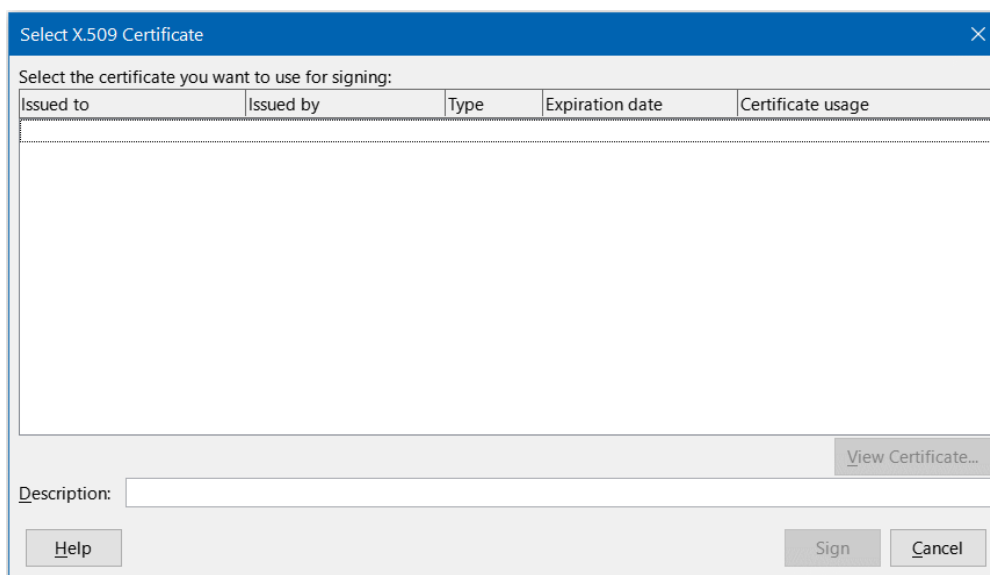 Select X.509 Certificate
Select the certificate you want to use for signing:
Issued to Issued by Type Expiration date Certificate usage
View Certificate...
Description:
Help Sign Cancel